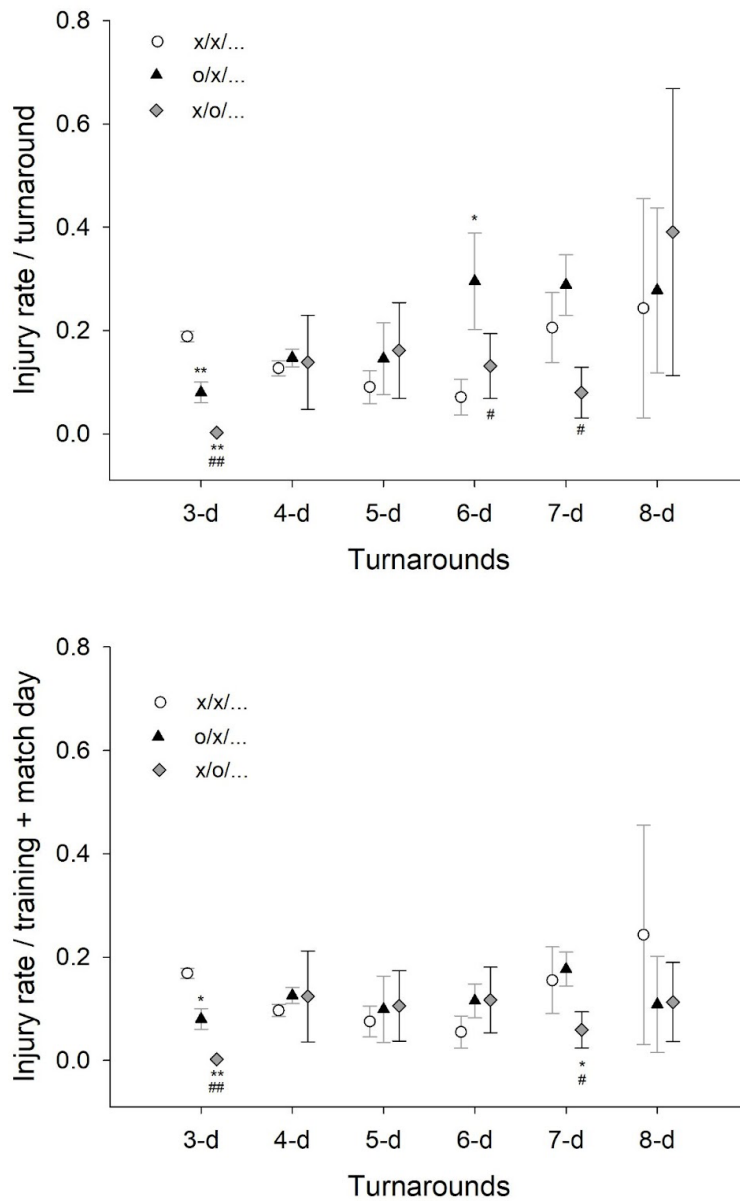 0.8
x/x/...
o/x/...
x/o/...
0.6
*
0.4
0.2
**
**
##
#
#
0.0
Injury rate / turnaround
3-d 4-d 5-d 6-d 7-d 8-d
Turnarounds
0.8
x/x/...
o/x/...
x/o/...
0.6
0.4
0.2
*
**
##
*
#
0.0
Injury rate / training + match day
3-d 4-d 5-d 6-d 7-d 8-d
Turnarounds